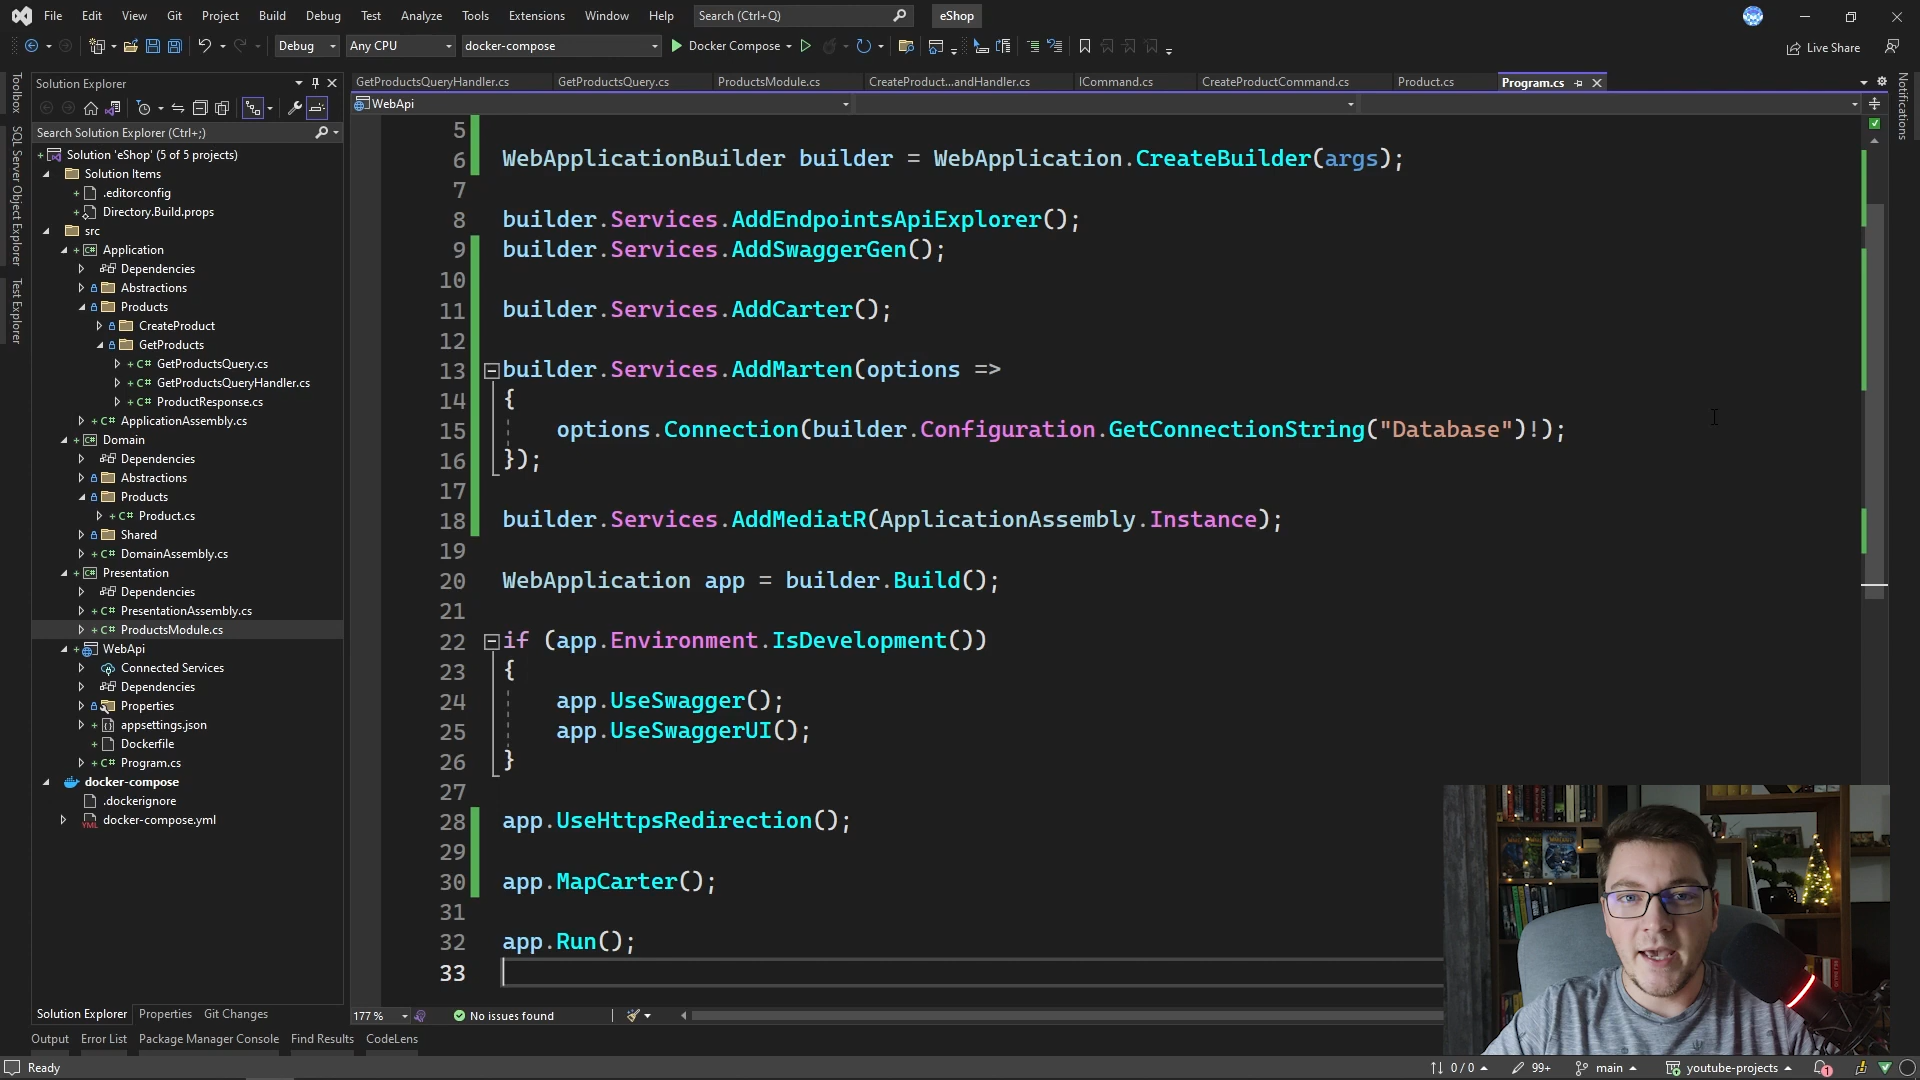 File Edit View Git Project Build Debug Test Analyze Tools Extensions Window Help Search (Ctrl+Q) eShop
Debug Any CPU docker-compose Docker Compose Live Share
Toolbox
SQL Server Object Explorer
Test Explorer
Notifications
Solution Explorer
Search Solution Explorer (Ctrl+;)
Solution 'eShop' (5 of 5 projects)
Solution Items
.editorconfig
Directory.Build.props
src
Application
Dependencies
Abstractions
Products
CreateProduct
GetProducts
C# GetProductsQuery.cs
C# GetProductsQueryHandler.cs
C# ProductResponse.cs
C# ApplicationAssembly.cs
Domain
Dependencies
Abstractions
Products
C# Product.cs
Shared
C# DomainAssembly.cs
Presentation
Dependencies
C# PresentationAssembly.cs
C# ProductsModule.cs
WebApi
Connected Services
Dependencies
Properties
appsettings.json
Dockerfile
C# Program.cs
docker-compose
.dockerignore
YML docker-compose.yml
Solution Explorer Properties Git Changes
GetProductsQueryHandler.cs GetProductsQuery.cs ProductsModule.cs CreateProduct...andHandler.cs ICommand.cs CreateProductCommand.cs Product.cs Program.cs
WebApi
5
6 WebApplicationBuilder builder = WebApplication.CreateBuilder(args);
7
8 builder.Services.AddEndpointsApiExplorer();
9 builder.Services.AddSwaggerGen();
10
11 builder.Services.AddCarter();
12
13 builder.Services.AddMarten(options =>
14 {
15 options.Connection(builder.Configuration.GetConnectionString("Database")!);
16 });
17
18 builder.Services.AddMediatR(ApplicationAssembly.Instance);
19
20 WebApplication app = builder.Build();
21
22 if (app.Environment.IsDevelopment())
23 {
24 app.UseSwagger();
25 app.UseSwaggerUI();
26 }
27
28 app.UseHttpsRedirection();
29
30 app.MapCarter();
31
32 app.Run();
33
177 % No issues found
Output Error List Package Manager Console Find Results CodeLens
Ready 0 / 0 99+ main youtube-projects 1